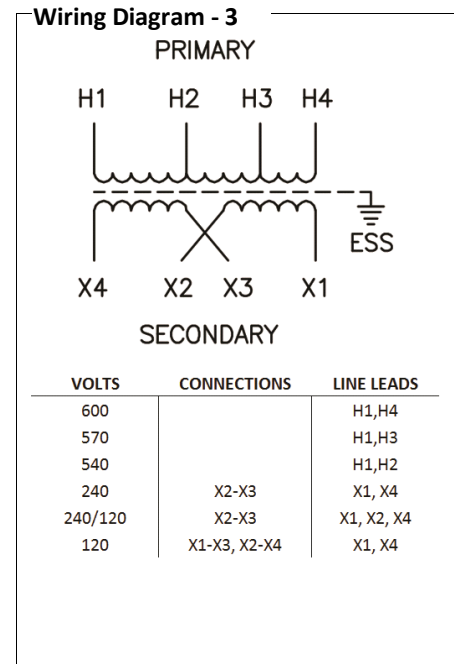 Wiring Diagram - 3
PRIMARY
H1 H2 H3 H4
ESS
X4 X2 X3 X1
SECONDARY
VOLTS CONNECTIONS LINE LEADS
600 H1,H4
570 H1,H3
540 H1,H2
240 X2-X3 X1, X4
240/120 X2-X3 X1, X2, X4
120 X1-X3, X2-X4 X1, X4